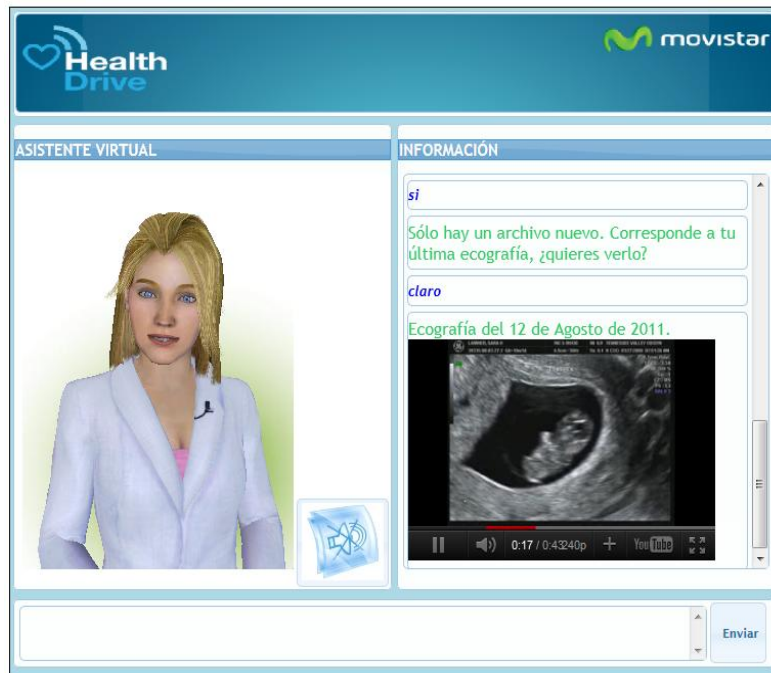 Health
Drive
movistar
ASISTENTE VIRTUAL
INFORMACIÓN
si
Sólo hay un archivo nuevo. Corresponde a tu
última ecografía, ¿quieres verlo?
claro
Ecografía del 12 de Agosto de 2011.
0:17 / 0:43 240p
YouTube
Enviar